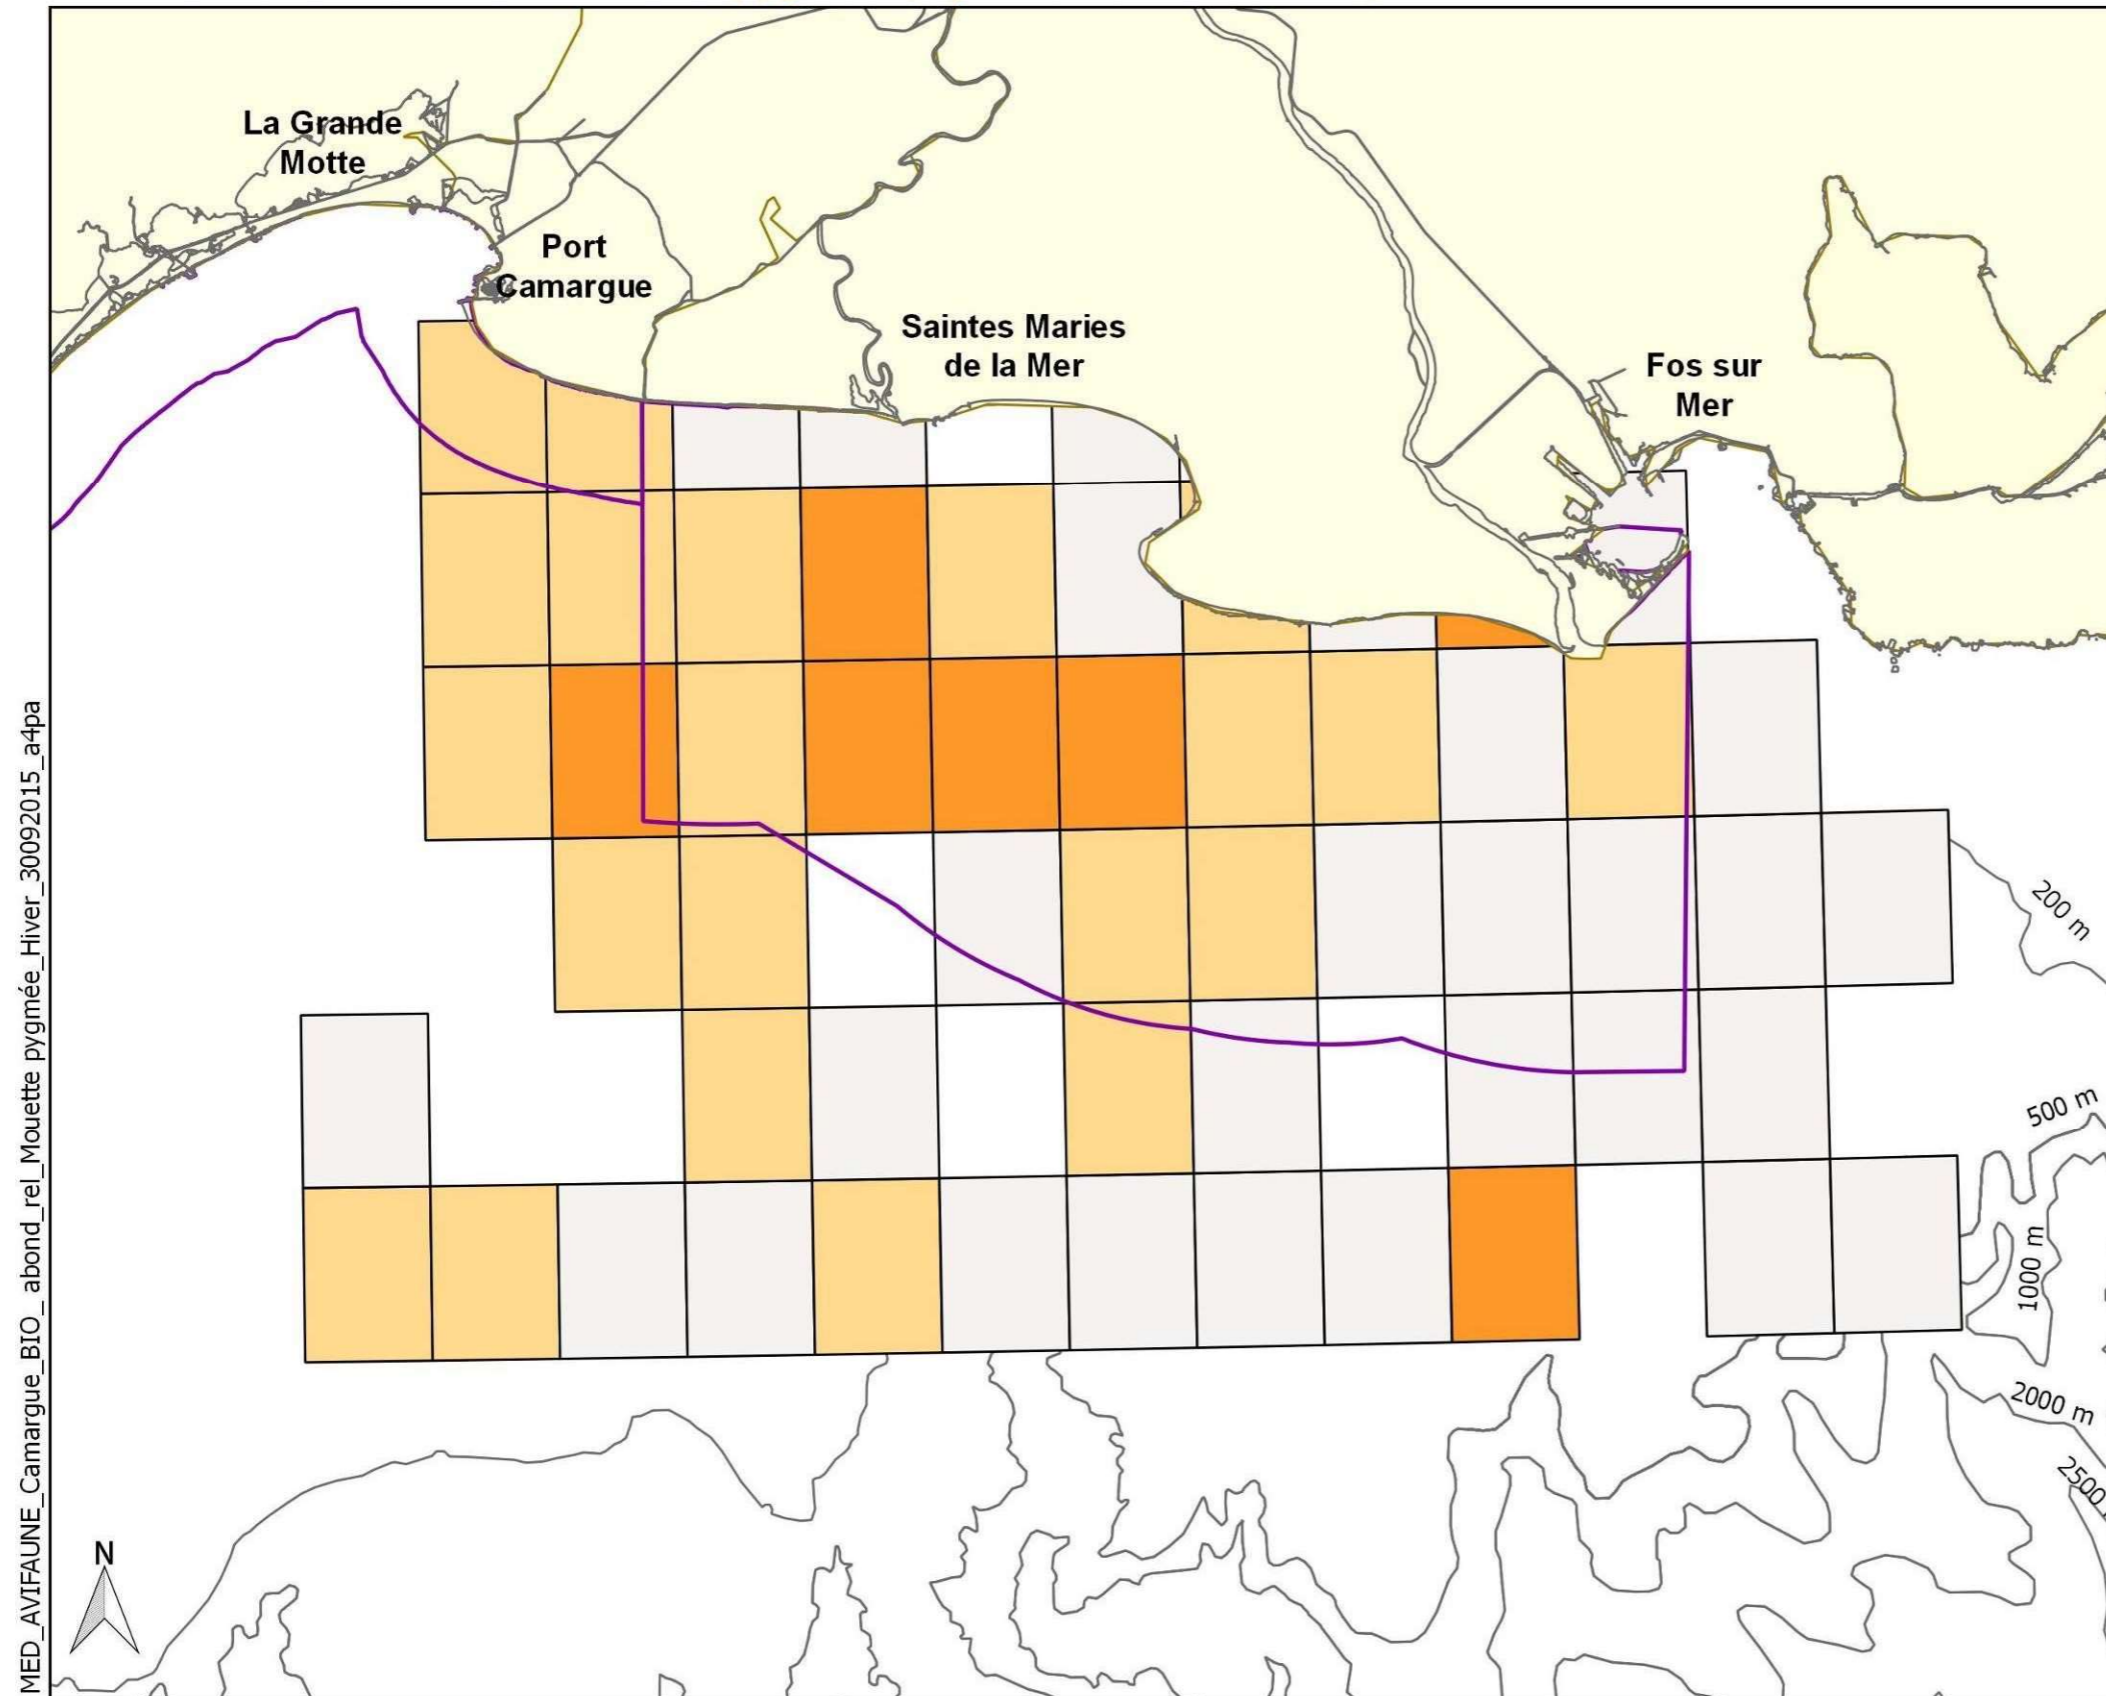 La Grande
Motte
Port
Camargue
Saintes Maries
de la Mer
Fos sur
Mer
200 m
500 m
1000 m
2000 m
2500
N
MED_AVIFAUNE_Camargue_BIO_ abond_rel_Mouette pygmée_Hiver_30092015_a4pa